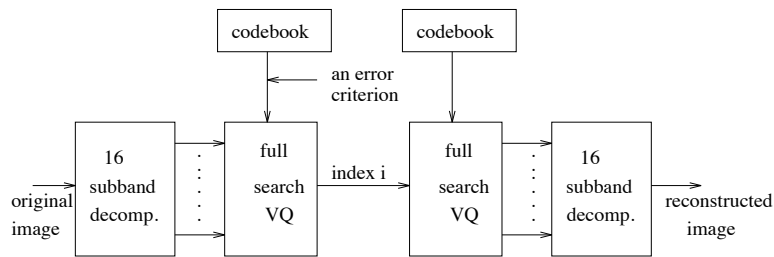 codebook
codebook
an error
criterion
16
subband
decomp.
full
search
VQ
full
search
VQ
16
subband
decomp.
index i
original
image
reconstructed
image